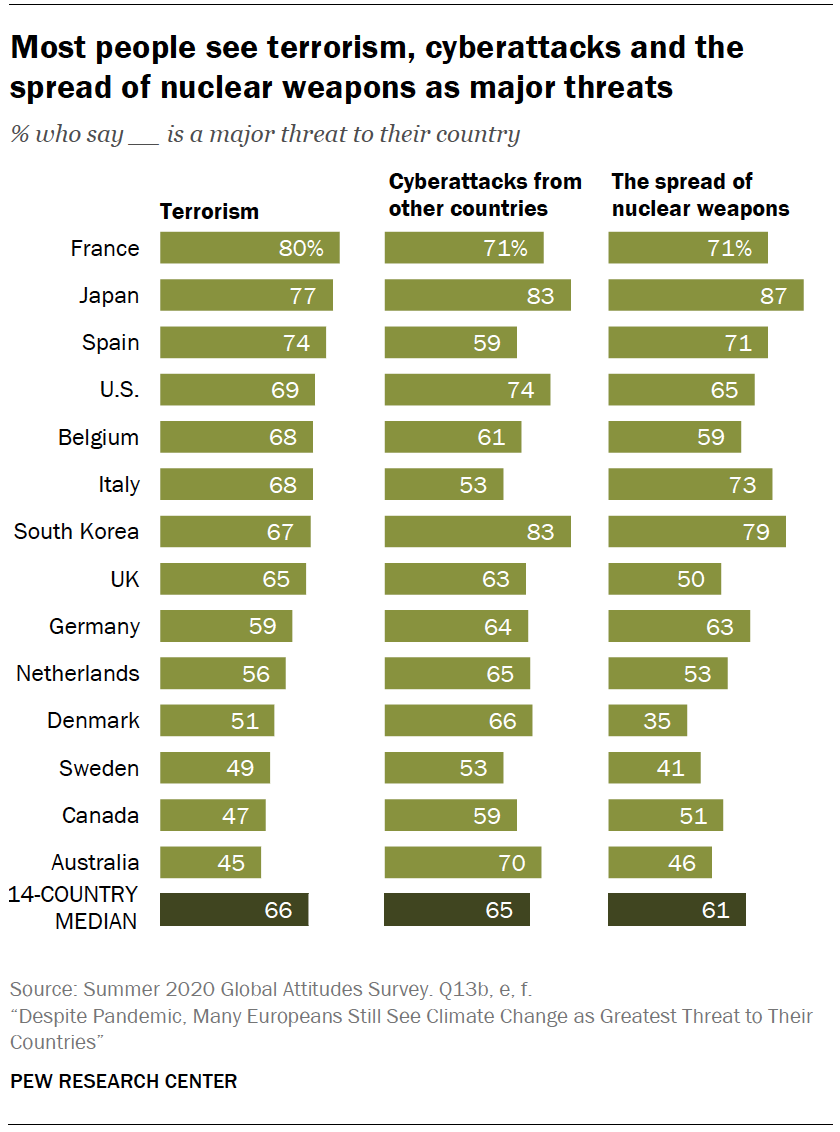 Most people see terrorism, cyberattacks and the
spread of nuclear weapons as major threats
% who say __ is a major threat to their country
Terrorism
Cyberattacks from
other countries
The spread of
nuclear weapons
France 80% 71% 71%
Japan 77 83 87
Spain 74 59 71
U.S. 69 74 65
Belgium 68 61 59
Italy 68 53 73
South Korea 67 83 79
UK 65 63 50
Germany 59 64 63
Netherlands 56 65 53
Denmark 51 66 35
Sweden 49 53 41
Canada 47 59 51
Australia 45 70 46
14-COUNTRY
MEDIAN 66 65 61
Source: Summer 2020 Global Attitudes Survey. Q13b, e, f.
“Despite Pandemic, Many Europeans Still See Climate Change as Greatest Threat to Their
Countries”
PEW RESEARCH CENTER